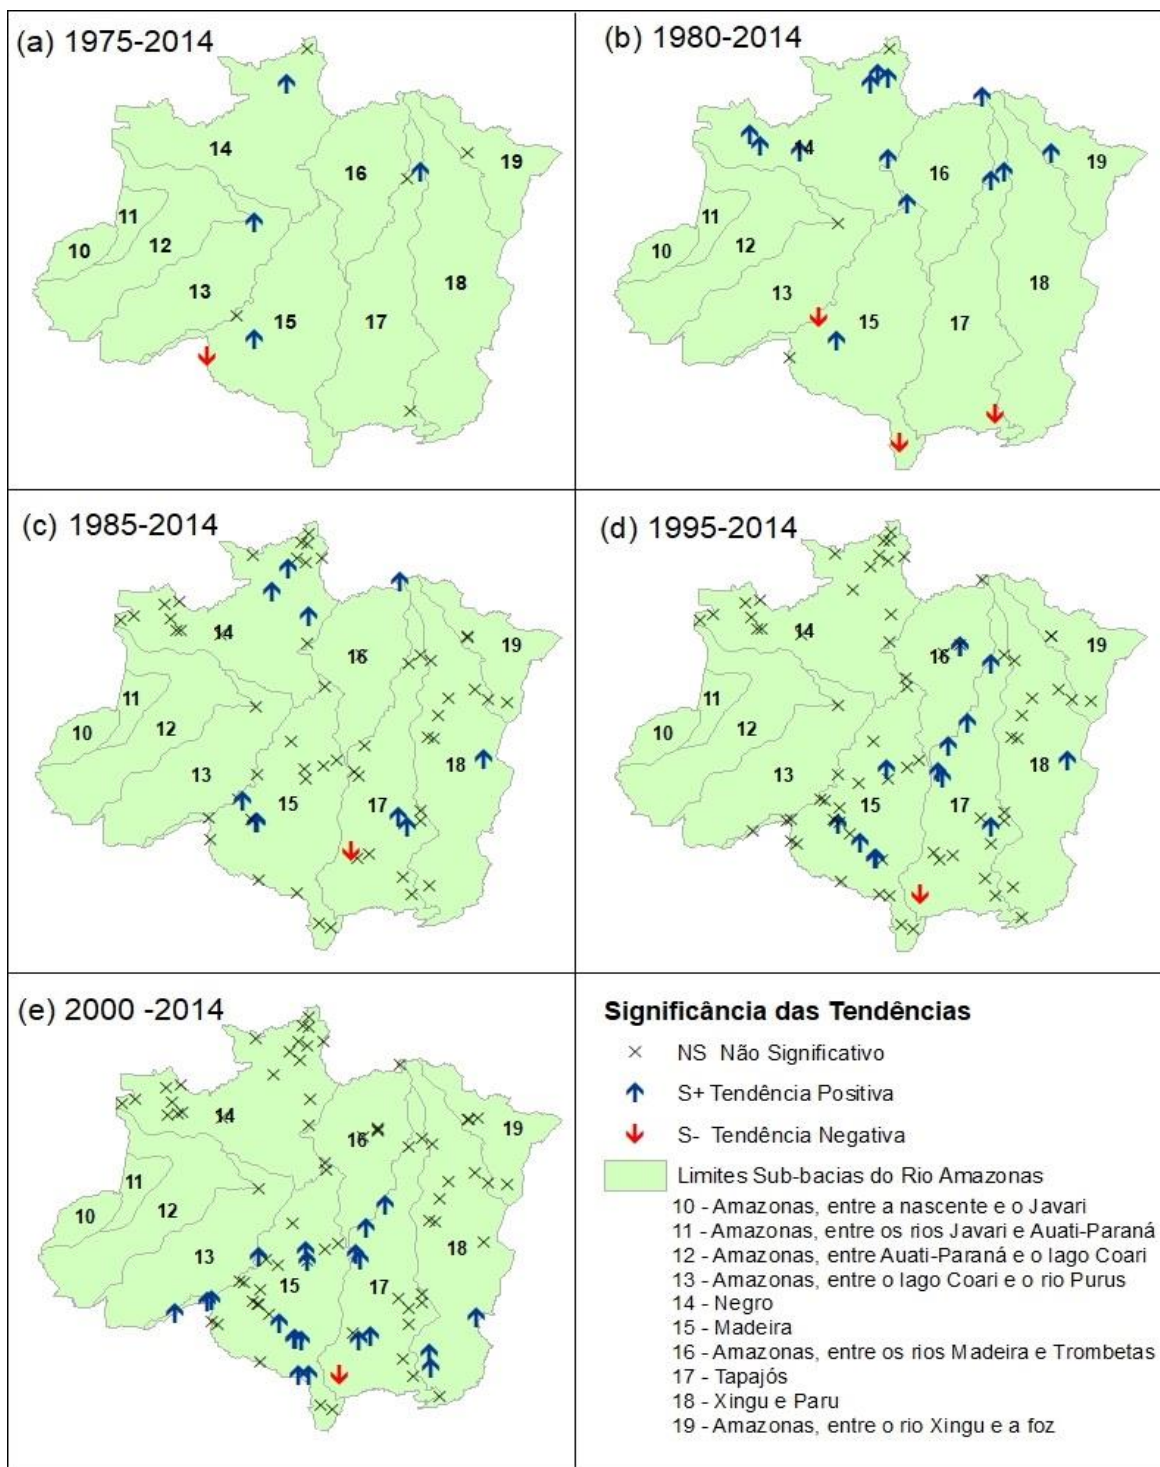 (a) 1975-2014
14
16
19
11
12
10
13
18
15
17
(b) 1980-2014
14
16
19
11
12
10
13
18
15
17
(c) 1985-2014
14
16
19
11
12
10
13
18
15
17
(d) 1995-2014
14
16
19
11
12
10
13
18
15
17
(e) 2000 -2014
14
16
19
11
12
10
13
18
15
17
Significância das Tendências
NS Não Significativo
S+ Tendência Positiva
S- Tendência Negativa
Limites Sub-bacias do Rio Amazonas
10 - Amazonas, entre a nascente e o Javari
11 - Amazonas, entre os rios Javari e Auati-Paraná
12 - Amazonas, entre Auati-Paraná e o lago Coari
13 - Amazonas, entre o lago Coari e o rio Purus
14 - Negro
15 - Madeira
16 - Amazonas, entre os rios Madeira e Trombetas
17 - Tapajós
18 - Xingu e Paru
19 - Amazonas, entre o rio Xingu e a foz